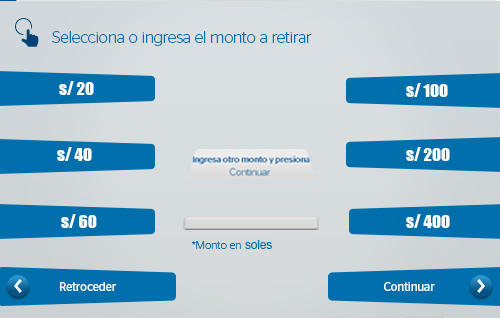 Selecciona o ingresa el monto a retirar
s/ 20
s/ 100
s/ 40
Ingresa otro monto y presiona
Continuar
s/ 200
s/ 60
s/ 400
*Monto en soles
Retroceder
Continuar